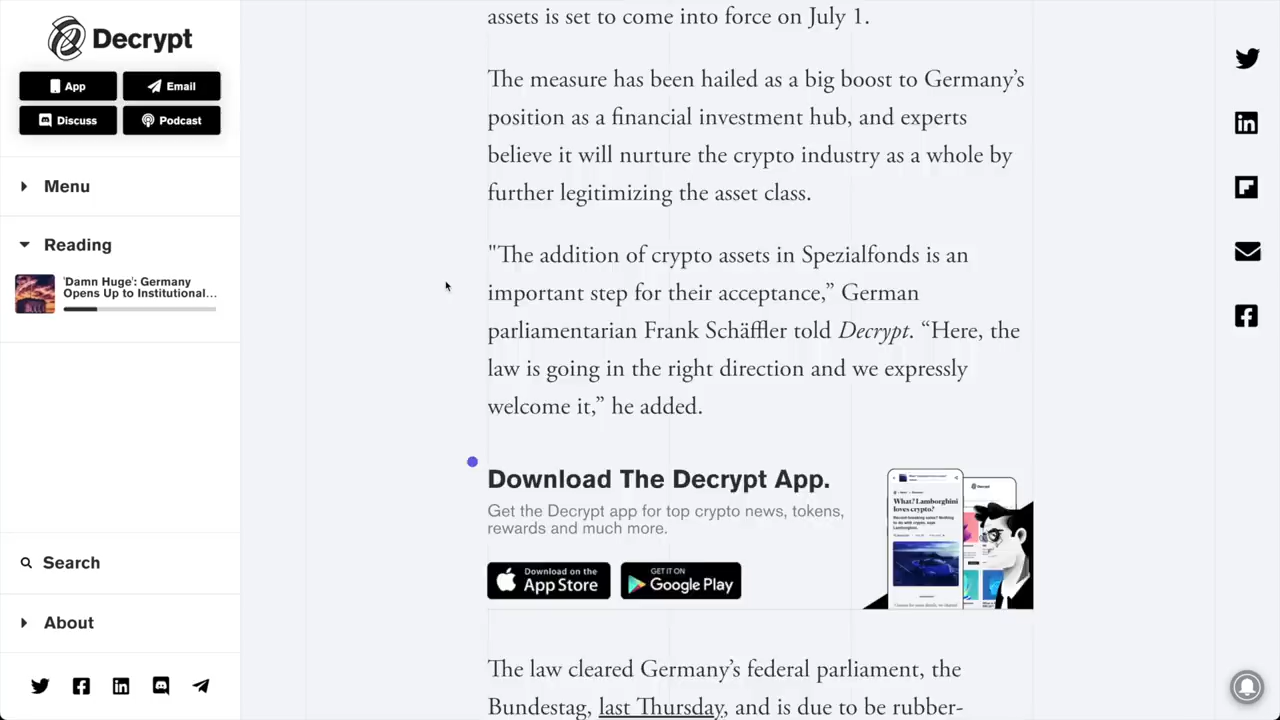 Decrypt
App
Email
Discuss
Podcast
Menu
Reading
'Damn Huge': Germany
Opens Up to Institutional...
Search
About
assets is set to come into force on July 1.
The measure has been hailed as a big boost to Germany’s
position as a financial investment hub, and experts
believe it will nurture the crypto industry as a whole by
further legitimizing the asset class.
"The addition of crypto assets in Spezialfonds is an
important step for their acceptance,” German
parliamentarian Frank Schäffler told Decrypt. “Here, the
law is going in the right direction and we expressly
welcome it,” he added.
Download The Decrypt App.
Get the Decrypt app for top crypto news, tokens,
rewards and much more.
Download on the
App Store
GET IT ON
Google Play
What? Lamborghini
loves crypto?
The law cleared Germany’s federal parliament, the
Bundestag, last Thursday, and is due to be rubber-